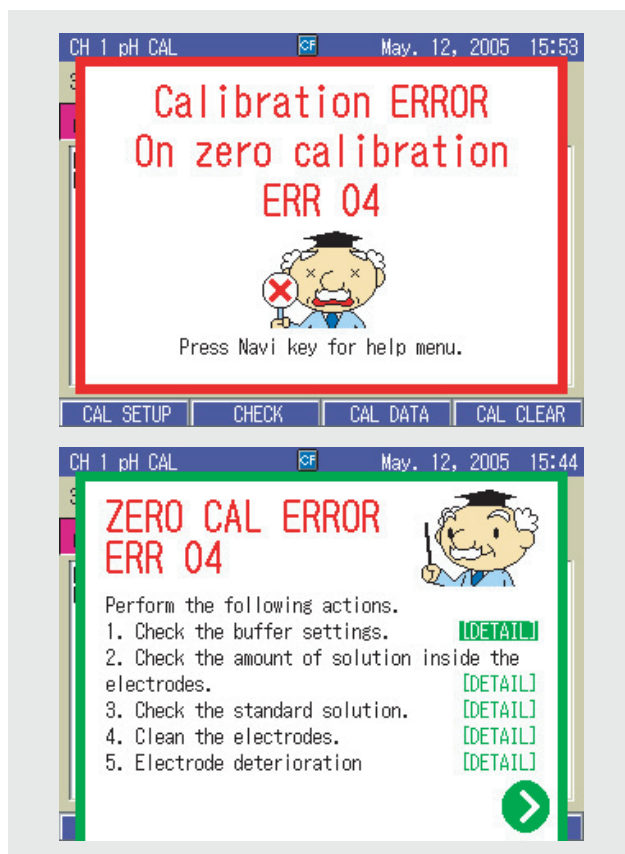 CH 1 pH CAL CF May. 12, 2005 15:53
3
Calibration ERROR
On zero calibration
ERR 04
Press Navi key for help menu.
CAL SETUP CHECK CAL DATA CAL CLEAR
CH 1 pH CAL CF May. 12, 2005 15:44
3
ZERO CAL ERROR
ERR 04
Perform the following actions.
1. Check the buffer settings. [DETAIL]
2. Check the amount of solution inside the
electrodes. [DETAIL]
3. Check the standard solution. [DETAIL]
4. Clean the electrodes. [DETAIL]
5. Electrode deterioration [DETAIL]